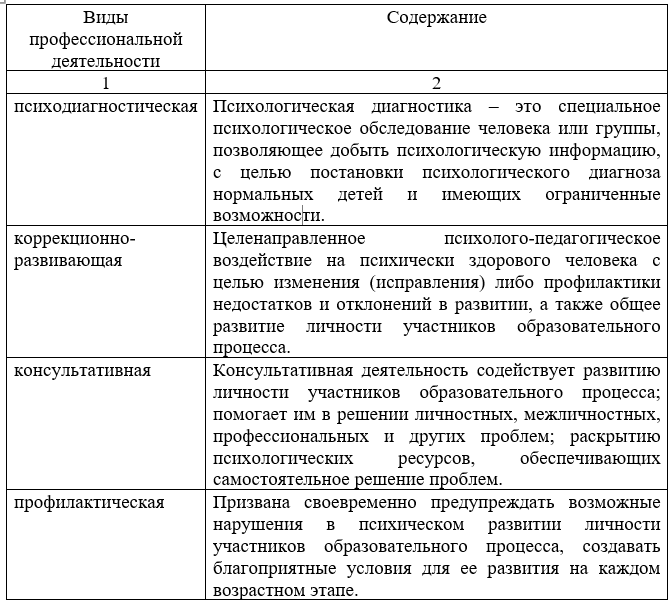 Виды
профессиональной
деятельности
Содержание
1
2
психодиагностическая
Психологическая диагностика – это специальное
психологическое обследование человека или группы,
позволяющее добыть психологическую информацию,
с целью постановки психологического диагноза
нормальных детей и имеющих ограниченные
возможности.
коррекционно-
развивающая
Целенаправленное психолого-педагогическое
воздействие на психически здорового человека с
целью изменения (исправления) либо профилактики
недостатков и отклонений в развитии, а также общее
развитие личности участников образовательного
процесса.
консультативная
Консультативная деятельность содействует развитию
личности участников образовательного процесса;
помогает им в решении личностных, межличностных,
профессиональных и других проблем; раскрытию
психологических ресурсов, обеспечивающих
самостоятельное решение проблем.
профилактическая
Призвана своевременно предупреждать возможные
нарушения в психическом развитии личности
участников образовательного процесса, создавать
благоприятные условия для ее развития на каждом
возрастном этапе.